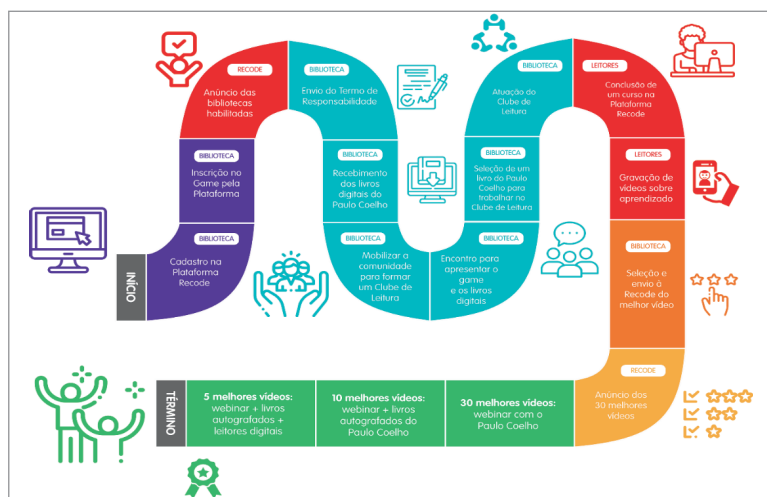 INÍCIO
BIBLIOTECA
Cadastro na
Plataforma
Recode
BIBLIOTECA
Inscrição no
Game pela
Plataforma
RECODE
Anúncio das
bibliotecas
habilitadas
BIBLIOTECA
Envio do Termo de
Responsabilidade
BIBLIOTECA
Recebimento
dos livros
digitais do
Paulo Coelho
BIBLIOTECA
Mobilizar a
comunidade
para formar
um Clube de
Leitura
BIBLIOTECA
Encontro para
apresentar o
game
e os livros
digitais
BIBLIOTECA
Seleção de um
livro do Paulo
Coelho para
trabalhar no
Clube de Leitura
BIBLIOTECA
Atuação do
Clube de
Leitura
LEITORES
Conclusão de
um curso na
Plataforma
Recode
LEITORES
Gravação de
vídeos sobre
aprendizado
BIBLIOTECA
Seleção e
envio à
Recode do
melhor vídeo
RECODE
Anúncio dos
30 melhores
vídeos
30 melhores vídeos:
webinar com o
Paulo Coelho
10 melhores vídeos:
webinar + livros
autografados do
Paulo Coelho
5 melhores vídeos:
webinar + livros
autografados +
leitores digitais
TÉRMINO